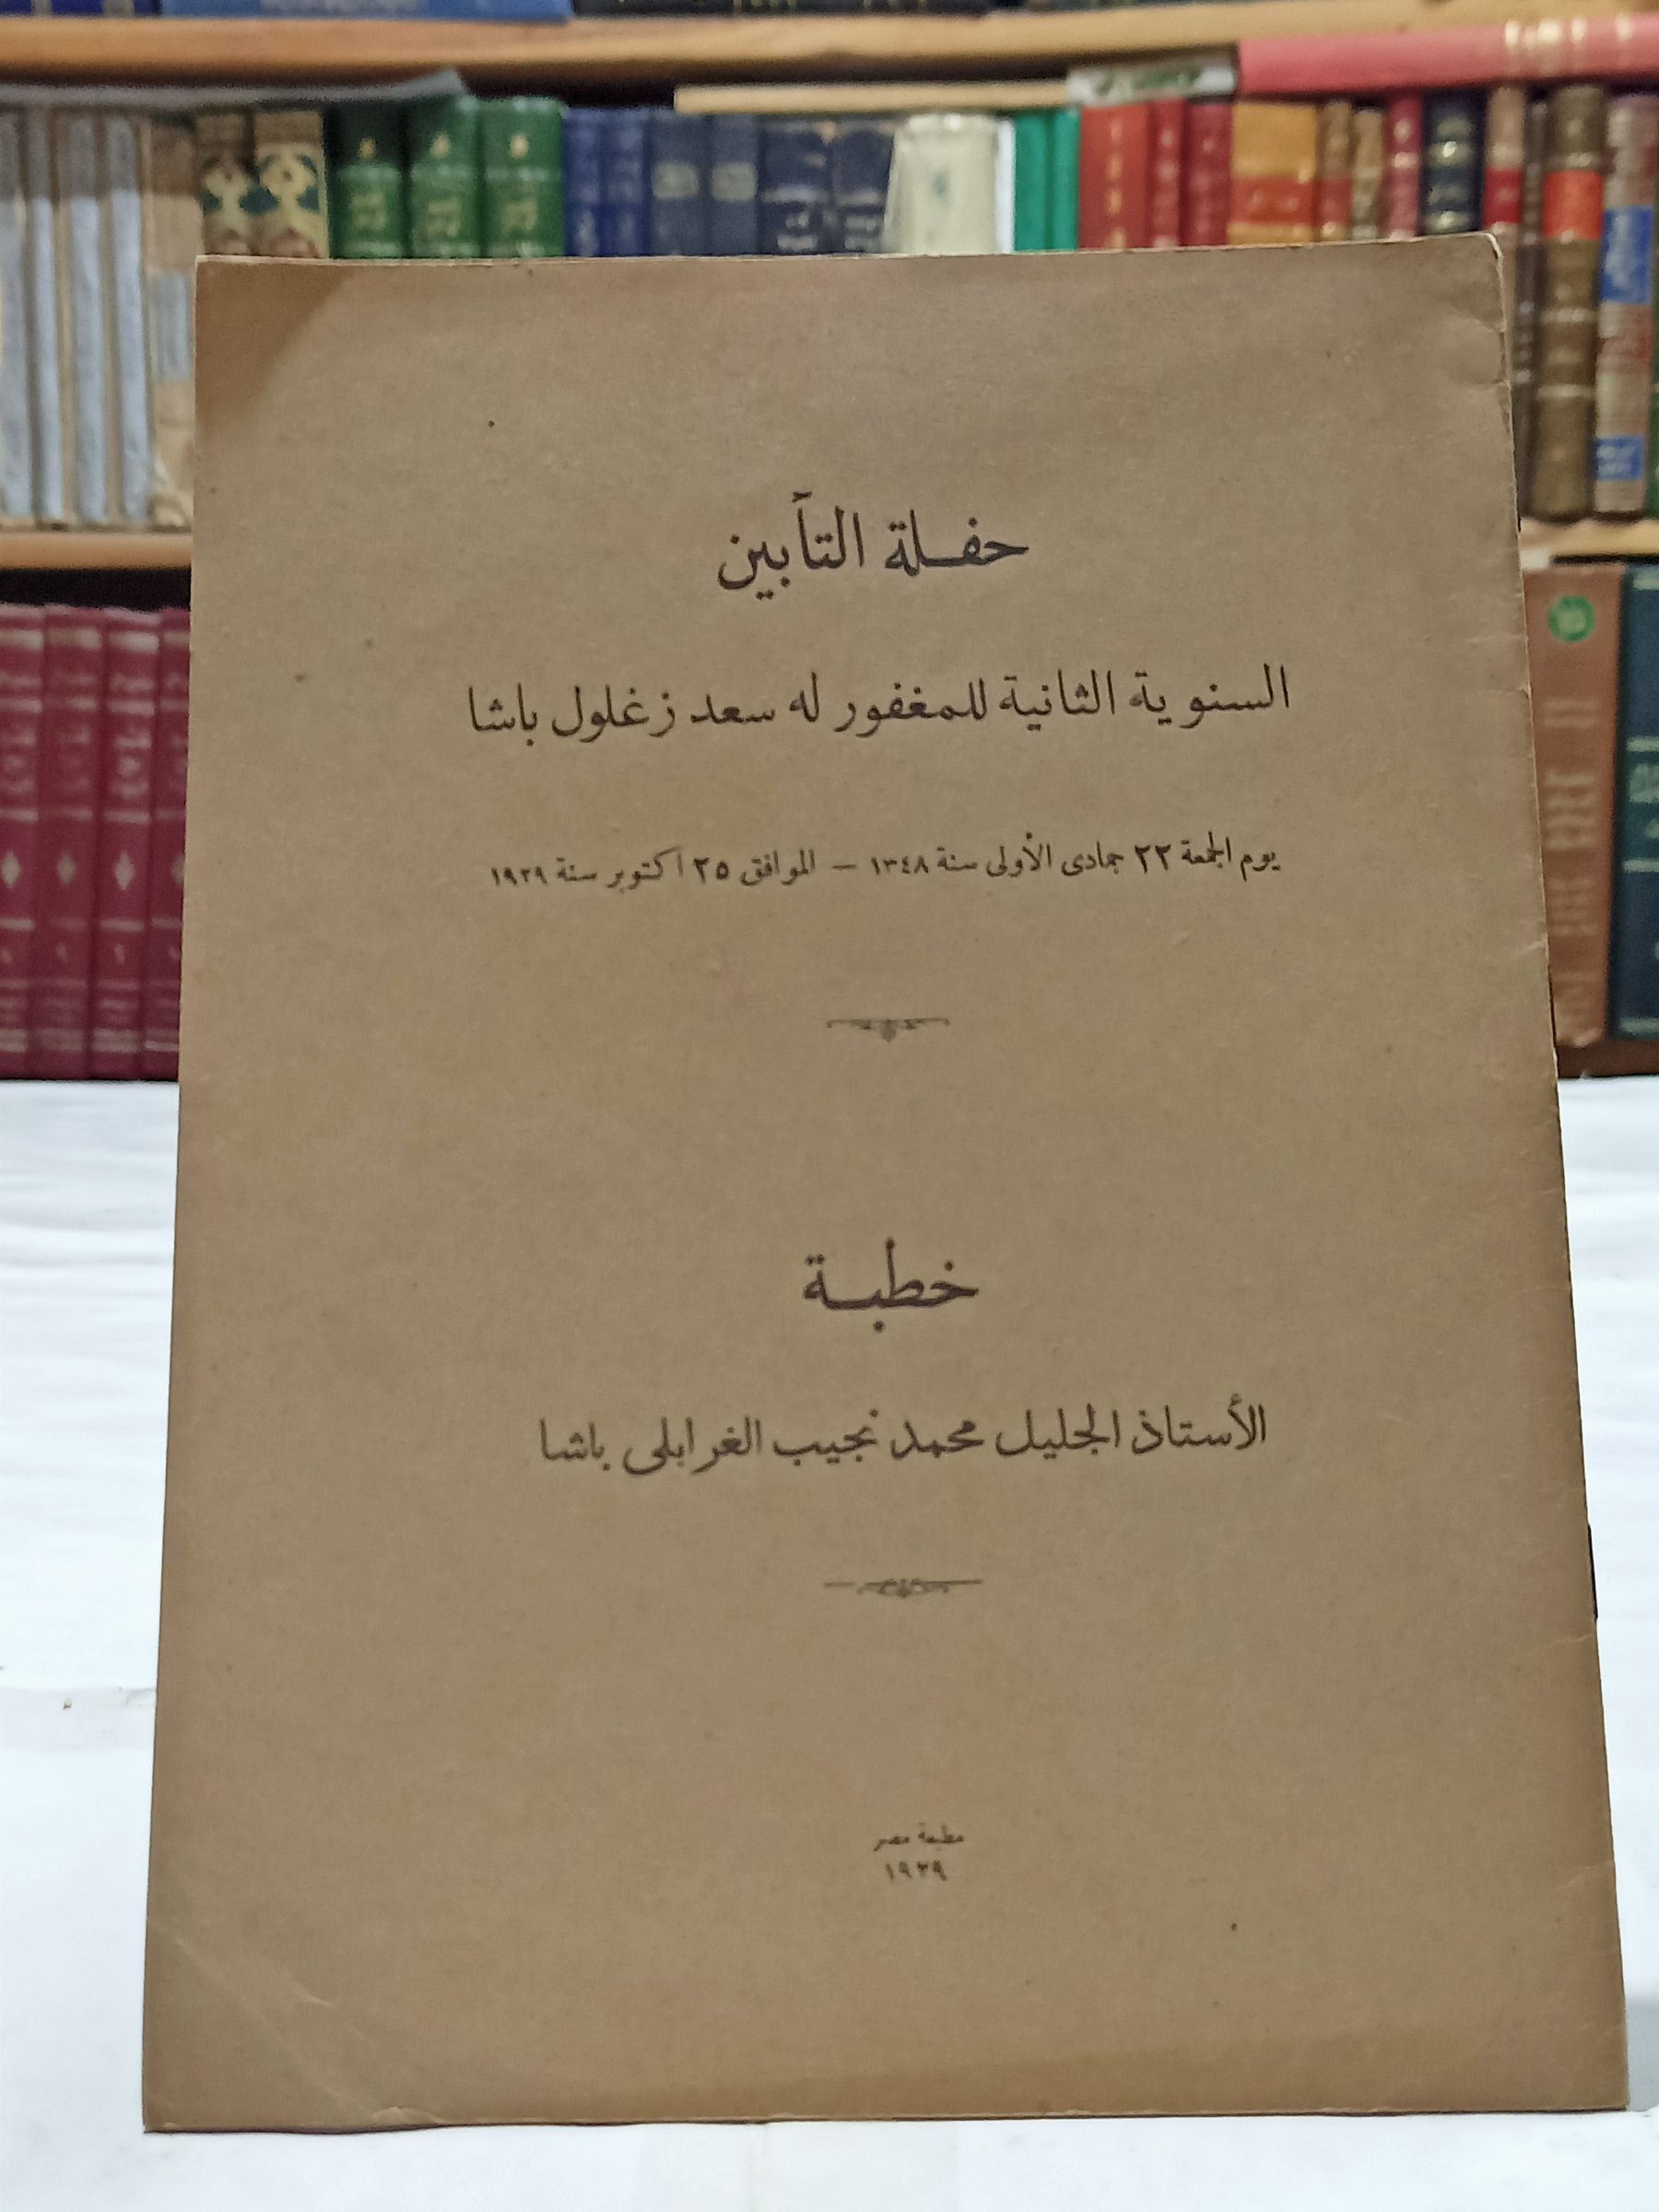 حفلة التأبين
السنوية الثانية للمغفور له سعد زغلول باشا
يوم الجمعة ٢٢ جمادى الأولى سنة ١٣٤٨ — الموافق ٢٥ اكتوبر سنة ١٩٢٩
خطبة
الأستاذ الجليل محمد نجيب الغرابلى باشا
مطبعة مصر
١٩٢٩